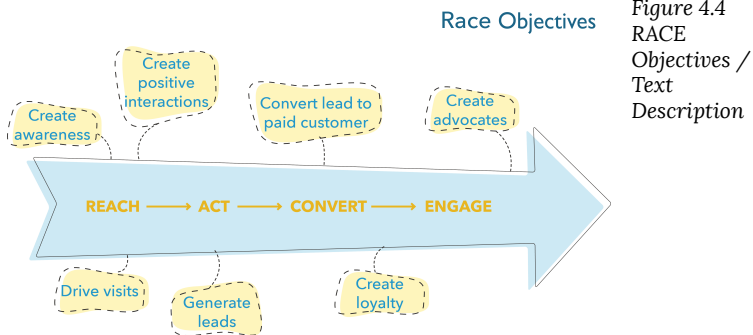 Race Objectives
Create
positive
interactions
Create
awareness
Convert lead to
paid customer
Create
advocates
REACH → ACT → CONVERT → ENGAGE
Drive visits
Generate
leads
Create
loyalty
Figure 4.4
RACE
Objectives /
Text
Description